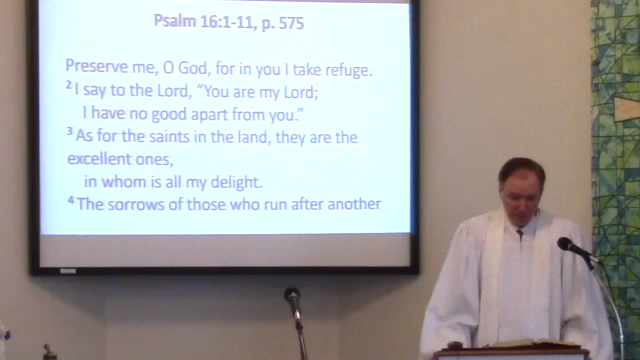 Psalm 16:1-11, p. 575
Preserve me, O God, for in you I take refuge.
2 I say to the Lord, “You are my Lord;
I have no good apart from you.”
3 As for the saints in the land, they are the
excellent ones,
in whom is all my delight.
4 The sorrows of those who run after another